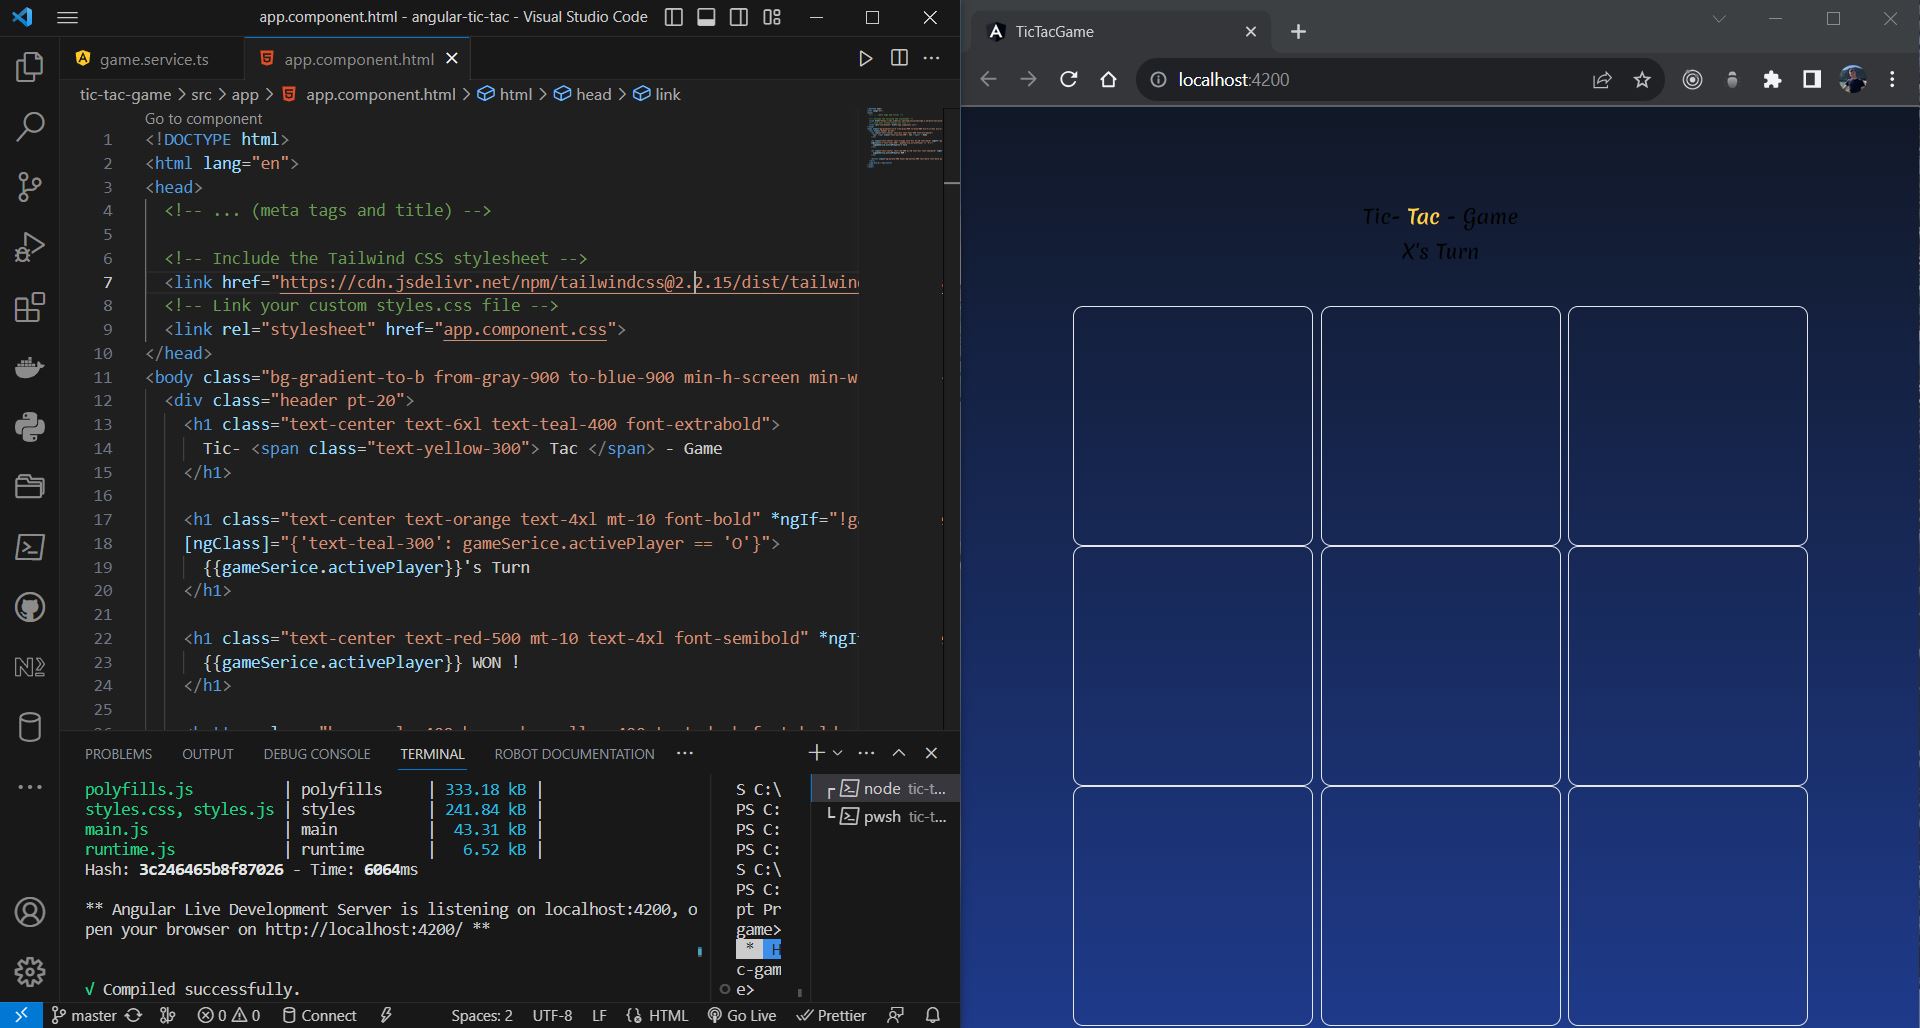 app.component.html - angular-tic-tac - Visual Studio Code
game.service.ts
app.component.html
tic-tac-game > src > app > app.component.html > html > head > link
Go to component
1 <!DOCTYPE html>
2 <html lang="en">
3 <head>
4 <!-- ... (meta tags and title) -->
5
6 <!-- Include the Tailwind CSS stylesheet -->
7 <link href="https://cdn.jsdelivr.net/npm/tailwindcss@2.2.15/dist/tailwin
8 <!-- Link your custom styles.css file -->
9 <link rel="stylesheet" href="app.component.css">
10 </head>
11 <body class="bg-gradient-to-b from-gray-900 to-blue-900 min-h-screen min-w
12 <div class="header pt-20">
13 <h1 class="text-center text-6xl text-teal-400 font-extrabold">
14 Tic- <span class="text-yellow-300"> Tac </span> - Game
15 </h1>
16
17 <h1 class="text-center text-orange text-4xl mt-10 font-bold" *ngIf="!g
18 [ngClass]="{'text-teal-300': gameSerice.activePlayer == 'O'}">
19 {{gameSerice.activePlayer}}'s Turn
20 </h1>
21
22 <h1 class="text-center text-red-500 mt-10 text-4xl font-semibold" *ngI
23 {{gameSerice.activePlayer}} WON !
24 </h1>
25
PROBLEMS OUTPUT DEBUG CONSOLE TERMINAL ROBOT DOCUMENTATION
polyfills.js | polyfills | 333.18 kB |
styles.css, styles.js | styles | 241.84 kB |
main.js | main | 43.31 kB |
runtime.js | runtime | 6.52 kB |
Hash: 3c246465b8f87026 - Time: 6064ms
** Angular Live Development Server is listening on localhost:4200, o
pen your browser on http://localhost:4200/ **
√ Compiled successfully.
S C:\
PS C:
PS C:
PS C:
S C:\
PS C:
pt Pr
game>
* H
c-gam
e>
node tic-t...
pwsh tic-t...
master 0 0 Connect Spaces: 2 UTF-8 LF HTML Go Live Prettier
TicTacGame
localhost:4200
Tic- Tac - Game
X's Turn